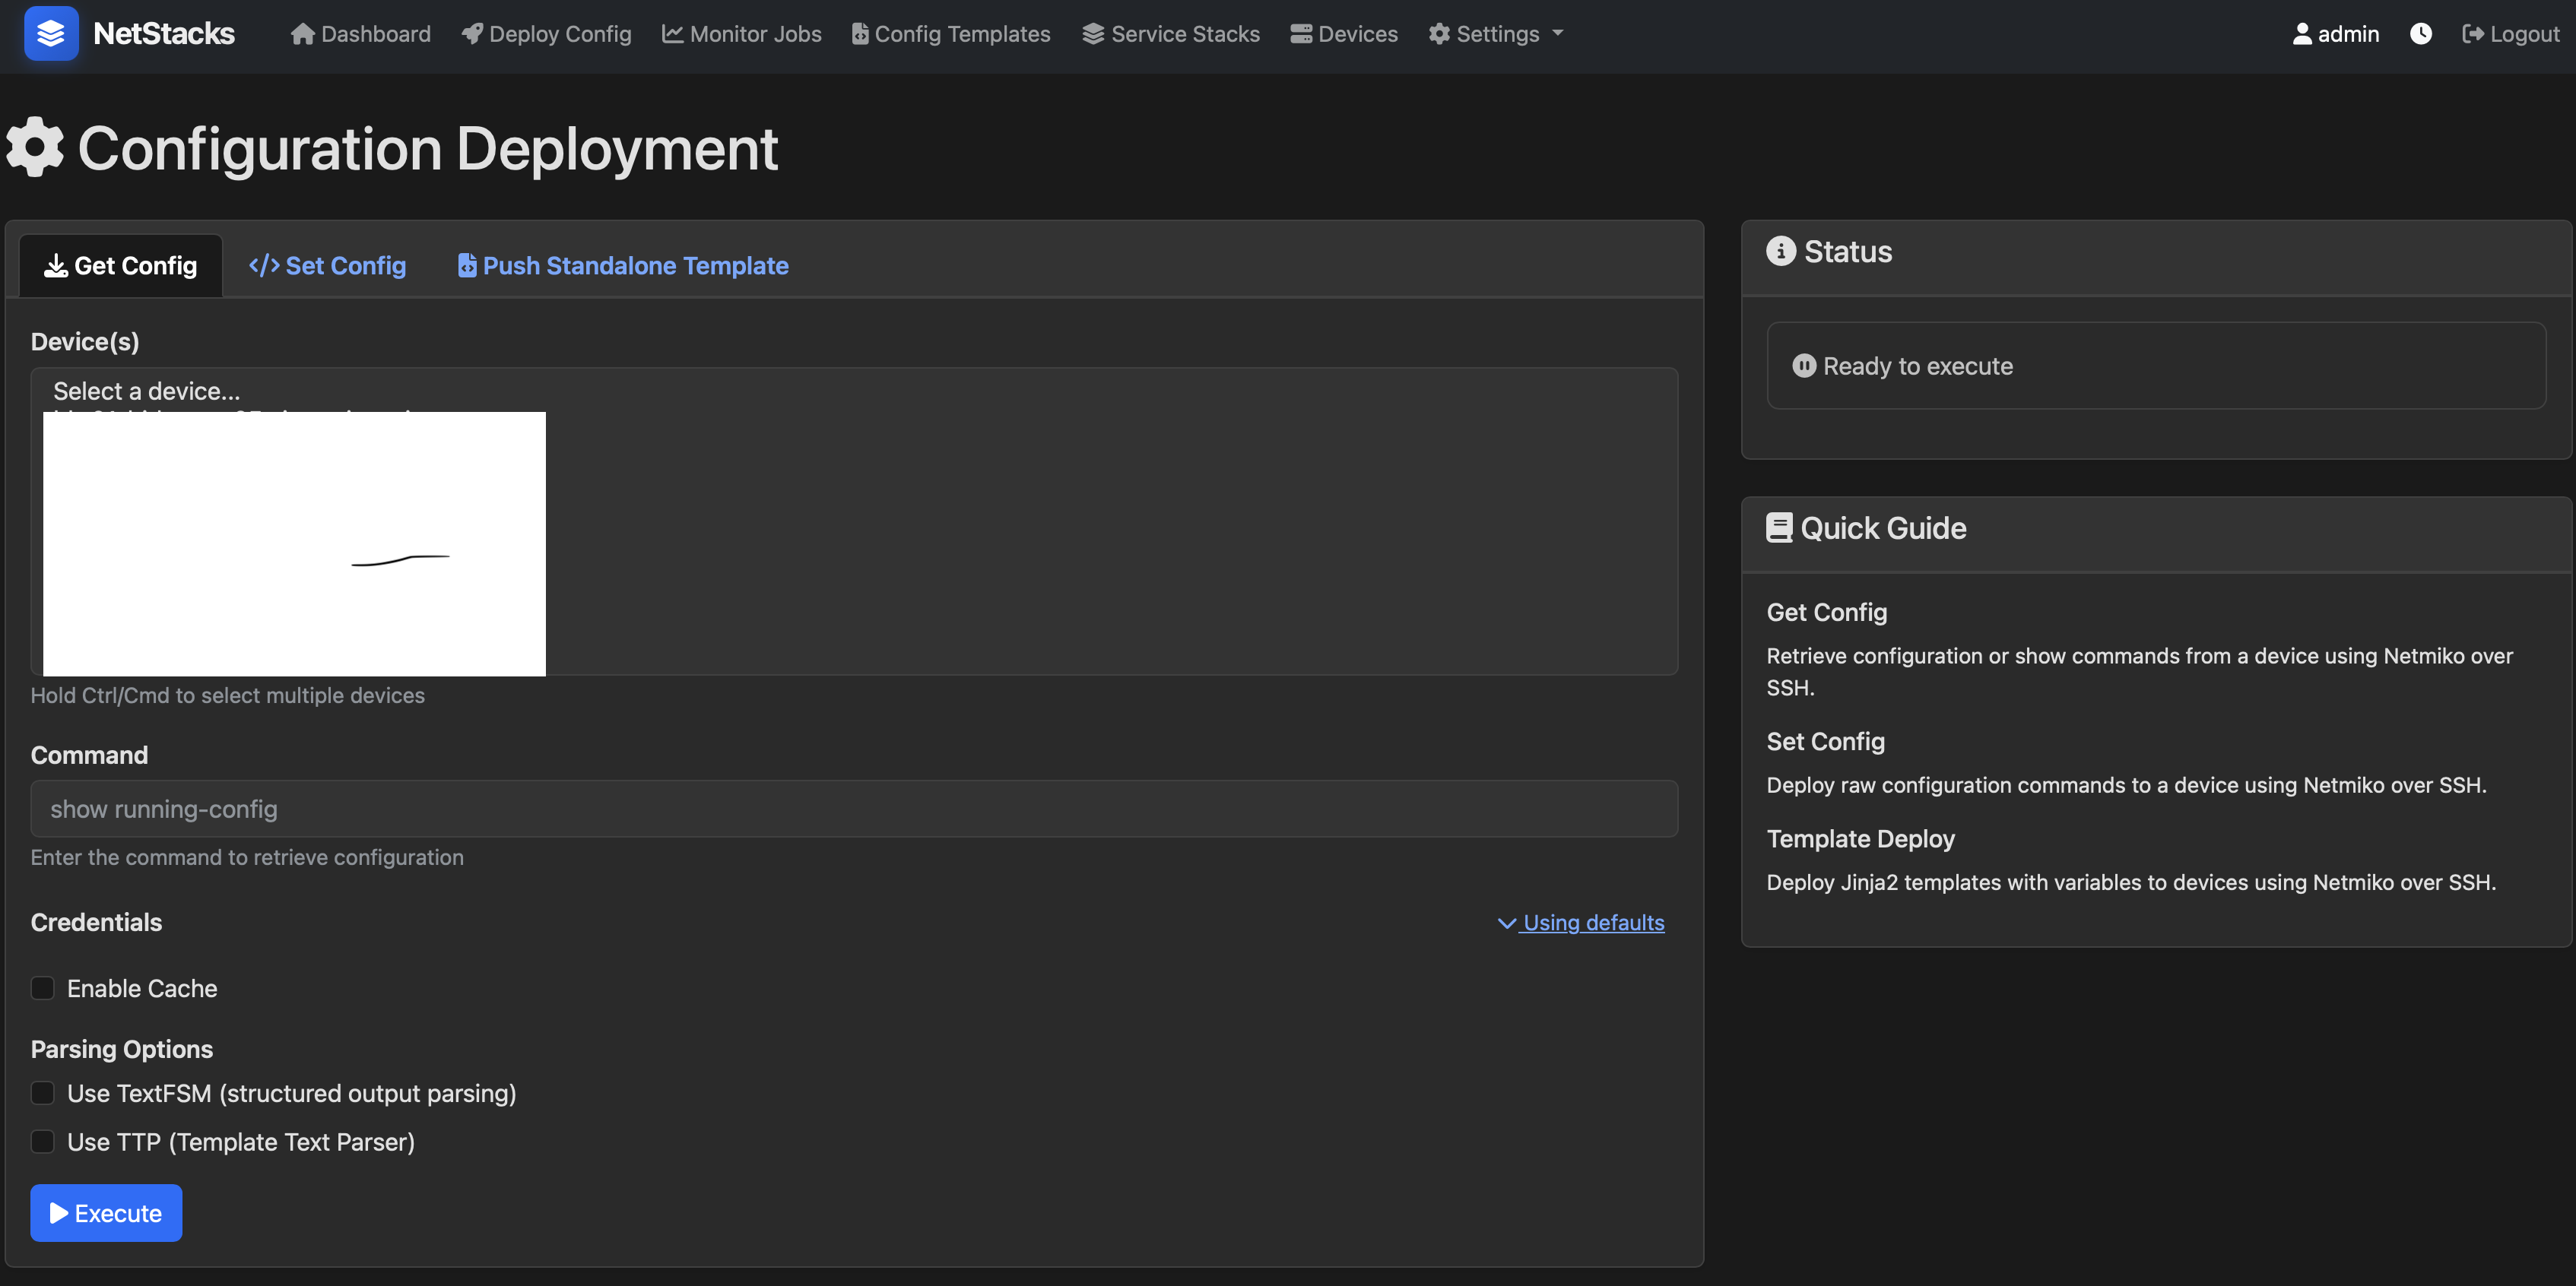 NetStacks Dashboard Deploy Config Monitor Jobs Config Templates Service Stacks Devices Settings admin Logout
Configuration Deployment
Get Config Set Config Push Standalone Template
Device(s)
Select a device...
Hold Ctrl/Cmd to select multiple devices
Command
show running-config
Enter the command to retrieve configuration
Credentials Using defaults
Enable Cache
Parsing Options
Use TextFSM (structured output parsing)
Use TTP (Template Text Parser)
Execute
Status
Ready to execute
Quick Guide
Get Config
Retrieve configuration or show commands from a device using Netmiko over
SSH.
Set Config
Deploy raw configuration commands to a device using Netmiko over SSH.
Template Deploy
Deploy Jinja2 templates with variables to devices using Netmiko over SSH.